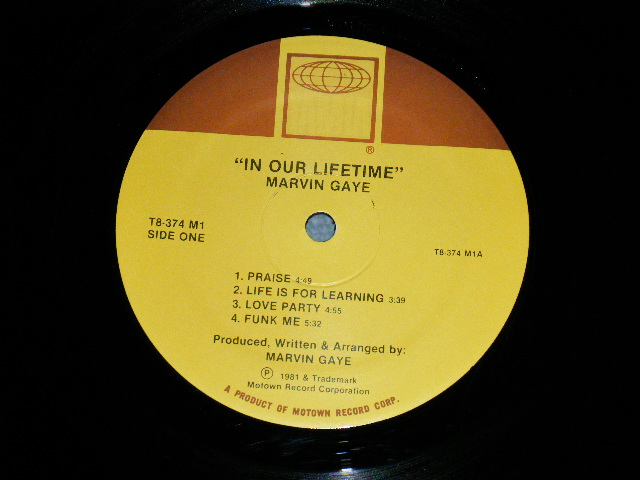 ®
“IN OUR LIFETIME”
MARVIN GAYE
T8-374 M1
SIDE ONE
T8-374 M1A
1. PRAISE 4:49
2. LIFE IS FOR LEARNING 3:39
3. LOVE PARTY 4:55
4. FUNK ME 5:32
Produced, Written & Arranged by:
MARVIN GAYE
Ⓟ 1981 & Trademark
Motown Record Corporation
A PRODUCT OF MOTOWN RECORD CORP.